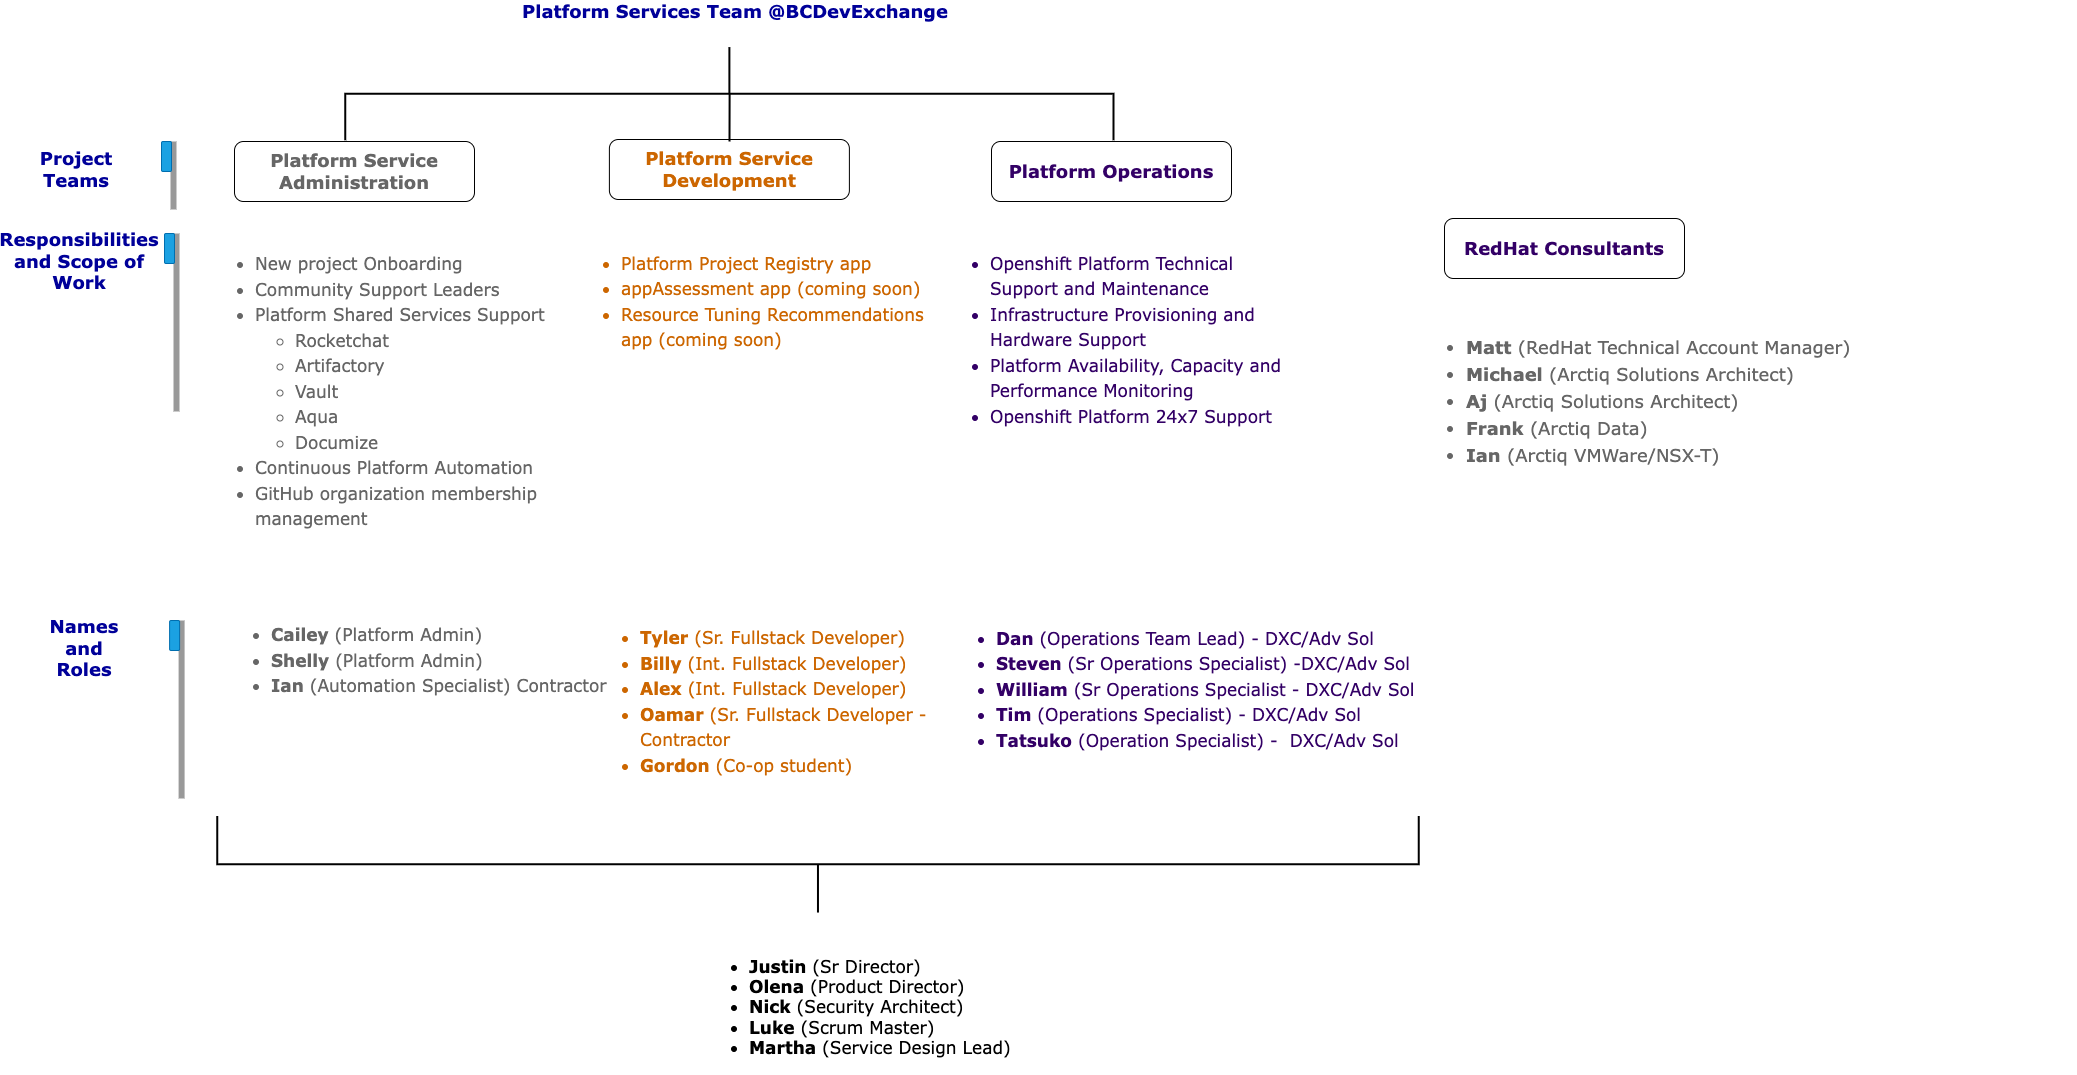 Platform Services Team @BCDevExchange
Project
Teams
Platform Service
Administration
Platform Service
Development
Platform Operations
RedHat Consultants
Responsibilities
and Scope of
Work
• New project Onboarding
• Community Support Leaders
• Platform Shared Services Support
◦ Rocketchat
◦ Artifactory
◦ Vault
◦ Aqua
◦ Documize
• Continuous Platform Automation
• GitHub organization membership
management
• Platform Project Registry app
• appAssessment app (coming soon)
• Resource Tuning Recommendations
app (coming soon)
• Openshift Platform Technical
Support and Maintenance
• Infrastructure Provisioning and
Hardware Support
• Platform Availability, Capacity and
Performance Monitoring
• Openshift Platform 24x7 Support
• Matt (RedHat Technical Account Manager)
• Michael (Arctiq Solutions Architect)
• Aj (Arctiq Solutions Architect)
• Frank (Arctiq Data)
• Ian (Arctiq VMWare/NSX-T)
Names
and
Roles
• Cailey (Platform Admin)
• Shelly (Platform Admin)
• Ian (Automation Specialist) Contractor
• Tyler (Sr. Fullstack Developer)
• Billy (Int. Fullstack Developer)
• Alex (Int. Fullstack Developer)
• Oamar (Sr. Fullstack Developer -
Contractor
• Gordon (Co-op student)
• Dan (Operations Team Lead) - DXC/Adv Sol
• Steven (Sr Operations Specialist) -DXC/Adv Sol
• William (Sr Operations Specialist - DXC/Adv Sol
• Tim (Operations Specialist) - DXC/Adv Sol
• Tatsuko (Operation Specialist) -  DXC/Adv Sol
• Justin (Sr Director)
• Olena (Product Director)
• Nick (Security Architect)
• Luke (Scrum Master)
• Martha (Service Design Lead)